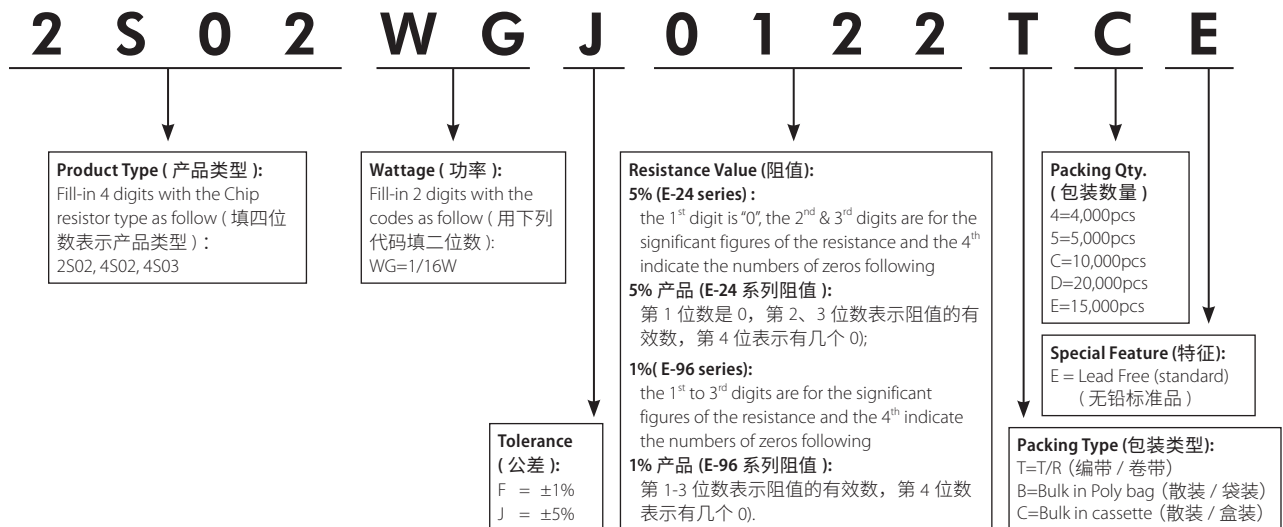 2S02 WG J 0122 T C E
Product Type ( 产品类型 ):
Fill-in 4 digits with the Chip
resistor type as follow ( 填四位
数表示产品类型 ) :
2S02, 4S02, 4S03
Wattage ( 功率 ):
Fill-in 2 digits with the
codes as follow ( 用下列
代码填二位数 ):
WG=1/16W
Tolerance
( 公差 ):
F = ±1%
J = ±5%
Resistance Value (阻值):
5% (E-24 series) :
the 1st digit is "0", the 2nd & 3rd digits are for the
significant figures of the resistance and the 4th
indicate the numbers of zeros following
5% 产品 (E-24 系列阻值 ):
第 1 位数是 0，第 2、3 位数表示阻值的有
效数，第 4 位表示有几个 0);
1%( E-96 series):
the 1st to 3rd digits are for the significant
figures of the resistance and the 4th indicate
the numbers of zeros following
1% 产品 (E-96 系列阻值 ):
第 1-3 位数表示阻值的有效数，第 4 位数
表示有几个 0).
Packing Qty.
( 包装数量 )
4=4,000pcs
5=5,000pcs
C=10,000pcs
D=20,000pcs
E=15,000pcs
Special Feature (特征):
E = Lead Free (standard)
( 无铅标准品 )
Packing Type (包装类型):
T=T/R（编带 / 卷带）
B=Bulk in Poly bag（散装 / 袋装）
C=Bulk in cassette（散装 / 盒装）